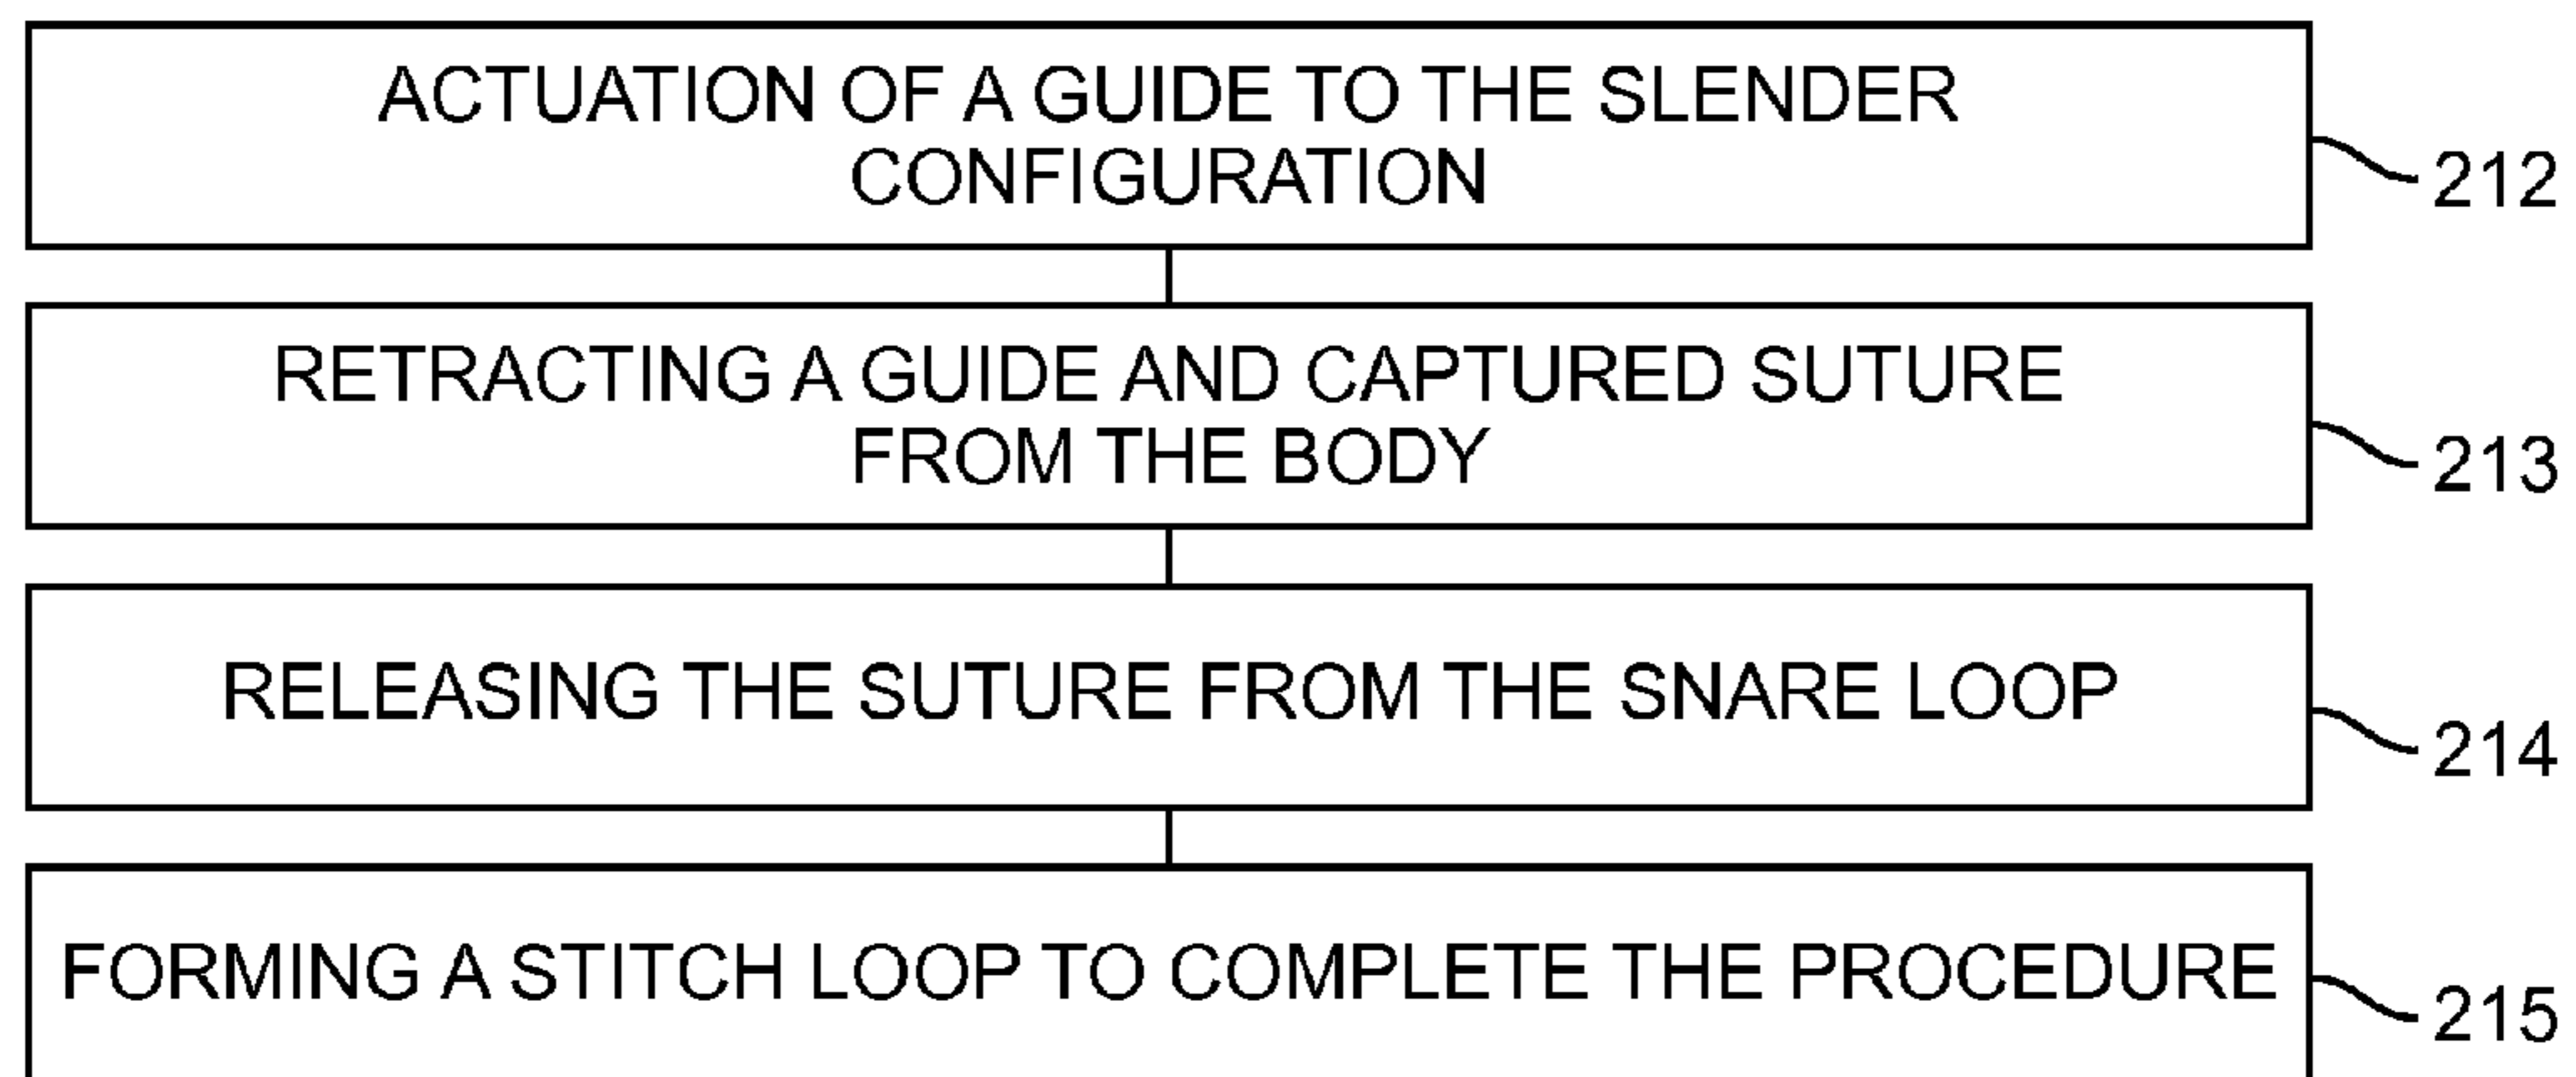 ACTUATION OF A GUIDE TO THE SLENDER
CONFIGURATION
212
RETRACTING A GUIDE AND CAPTURED SUTURE
FROM THE BODY
213
RELEASING THE SUTURE FROM THE SNARE LOOP
214
FORMING A STITCH LOOP TO COMPLETE THE PROCEDURE
215